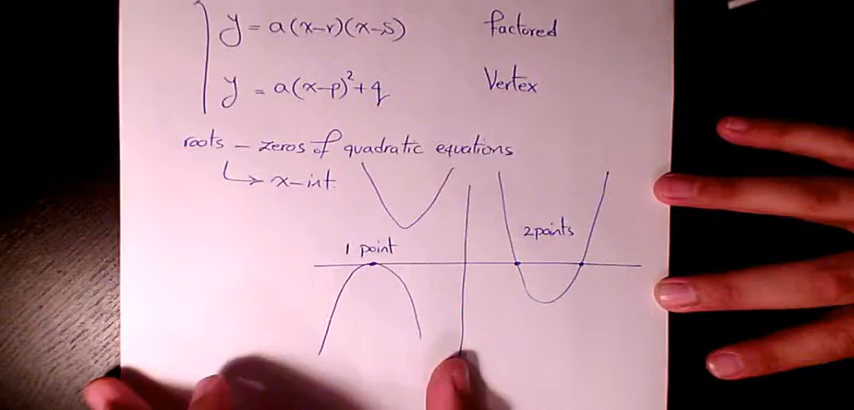 y = a(x-r)(x-s) factored
y = a(x-p)²+q Vertex
roots - zeros of quadratic equations
↳ x-int.
2 points
1 point